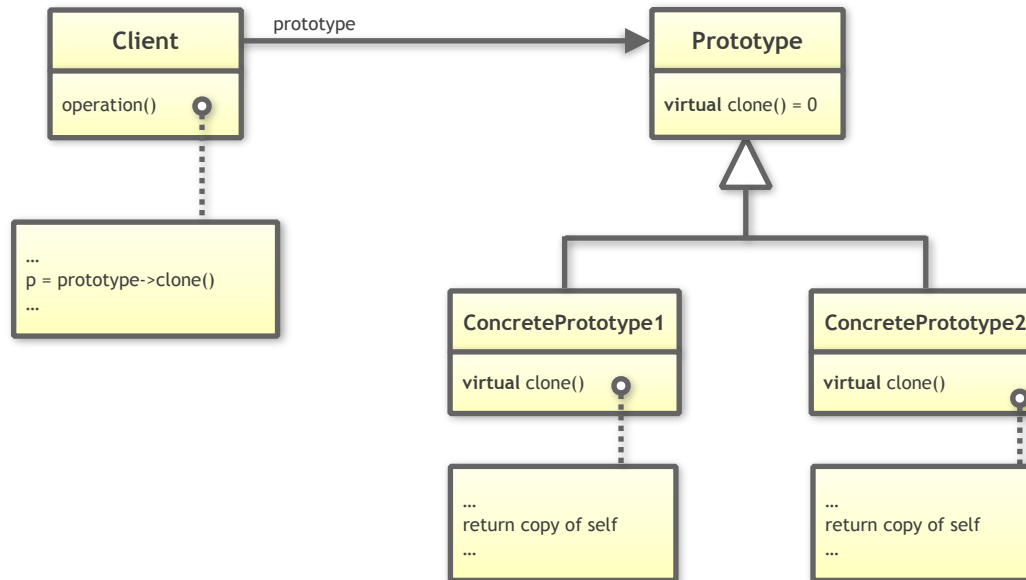 Client
prototype
Prototype
operation()
virtual clone() = 0
...
p = prototype->clone()
...
ConcretePrototype1
ConcretePrototype2
virtual clone()
virtual clone()
...
return copy of self
...
...
return copy of self
...